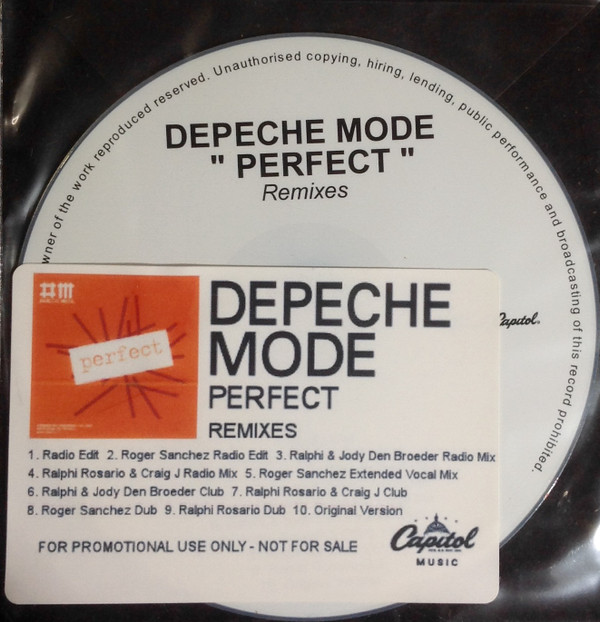 owner of the work reproduced reserved. Unauthorised copying, hiring, lending, public performance and broadcasting of this record prohibited.
DEPECHE MODE
" PERFECT "
Remixes
Capitol
DEPECHE
MODE
perfect
PERFECT
REMIXES
1. Radio Edit 2. Roger Sanchez Radio Edit 3. Ralphi & Jody Den Broeder Radio Mix
4. Ralphi Rosario & Craig J Radio Mix 5. Roger Sanchez Extended Vocal Mix
6. Ralphi & Jody Den Broeder Club 7. Ralphi Rosario & Craig J Club
8. Roger Sanchez Dub 9. Ralphi Rosario Dub 10. Original Version
FOR PROMOTIONAL USE ONLY - NOT FOR SALE
Capitol
MUSIC